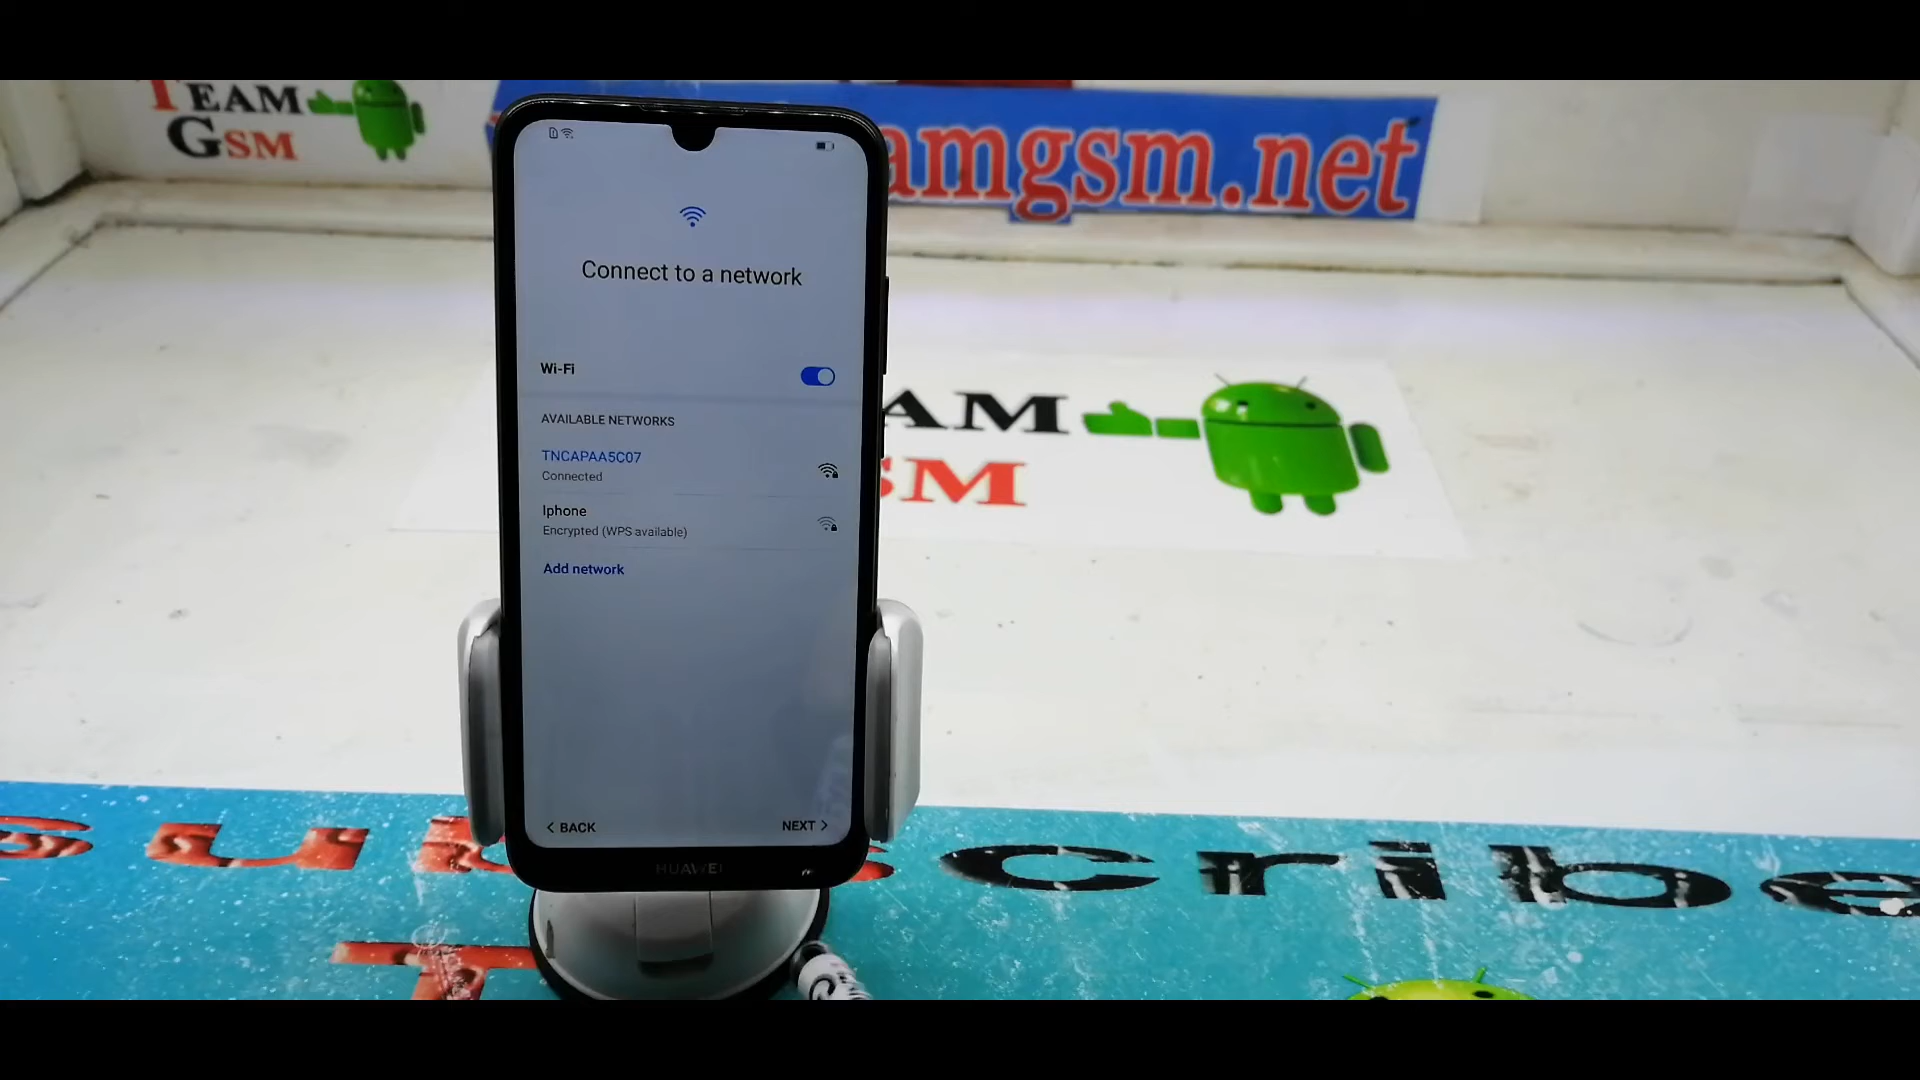 TEAM
GSM
amgsm.net
Connect to a network
Wi-Fi
AVAILABLE NETWORKS
TNCAPAA5C07
Connected
Iphone
Encrypted (WPS available)
Add network
AM
SM
< BACK
NEXT >
HUAWEI
subscribe
T